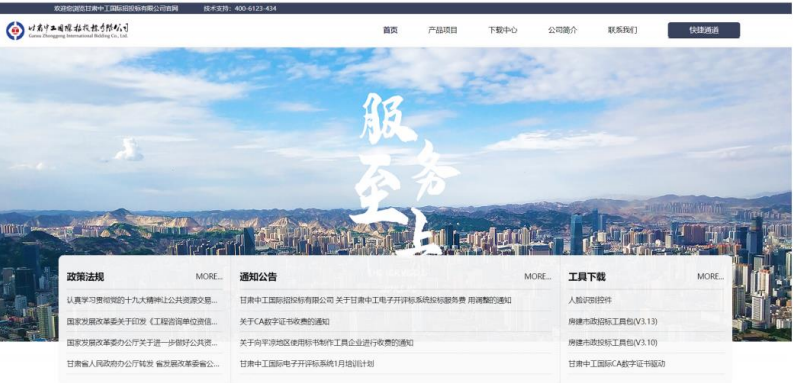 欢迎您浏览甘肃中工国际招投标有限公司官网 技术支持：400-6123-434
甘肃中工国际招投标有限公司
Gansu Zhonggong International Bidding Co., Ltd.
首页 产品项目 下载中心 公司简介 联系我们 快捷通道
服务
至上
政策法规 MORE...
认真学习贯彻党的十九大精神让公共资源交易...
国家发展改革委关于印发《工程咨询单位资信...
国家发展改革委办公厅关于进一步做好公共资...
甘肃省人民政府办公厅转发 省发展改革委省公...
通知公告 MORE...
甘肃中工国际招投标有限公司 关于甘肃中工电子开评标系统投标服务费 用调整的通知
关于CA数字证书收费的通知
关于向平凉地区使用标书制作工具企业进行收费的通知
甘肃中工国际电子开评标系统1月培训计划
工具下载 MORE...
人脸识别控件
房建市政招标工具包(V3.13)
房建市政投标工具包(V3.10)
甘肃中工国际CA数字证书驱动